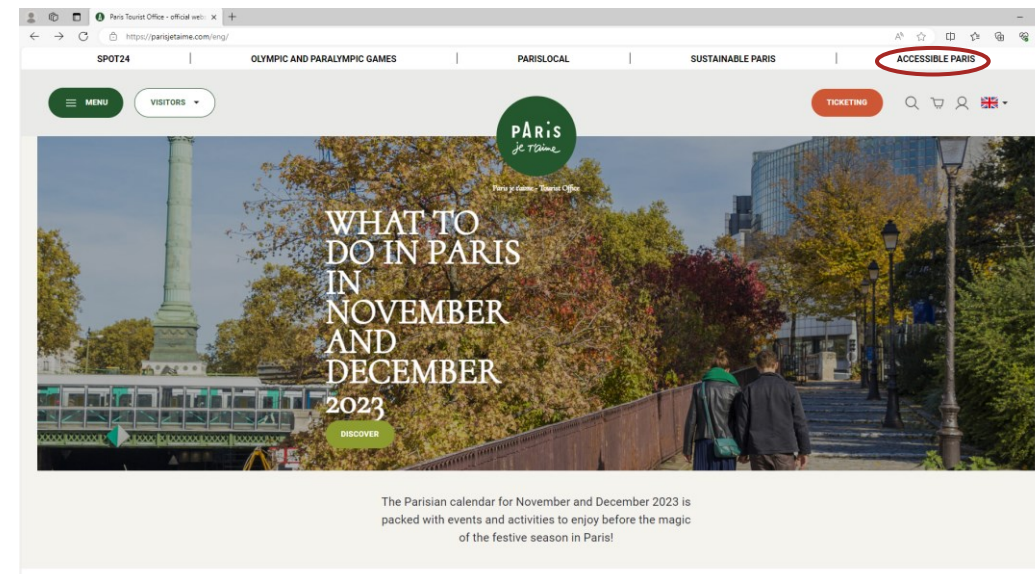 Paris Tourist Office - official web
https://parisjetaime.com/eng/
SPOT24 | OLYMPIC AND PARALYMPIC GAMES | PARISLOCAL | SUSTAINABLE PARIS | ACCESSIBLE PARIS
MENU VISITORS TICKETING
PARIS
je t'aime
Paris je t'aime - Tourist Office
WHAT TO
DO IN PARIS
IN
NOVEMBER
AND
DECEMBER
2023
DISCOVER
The Parisian calendar for November and December 2023 is
packed with events and activities to enjoy before the magic
of the festive season in Paris!